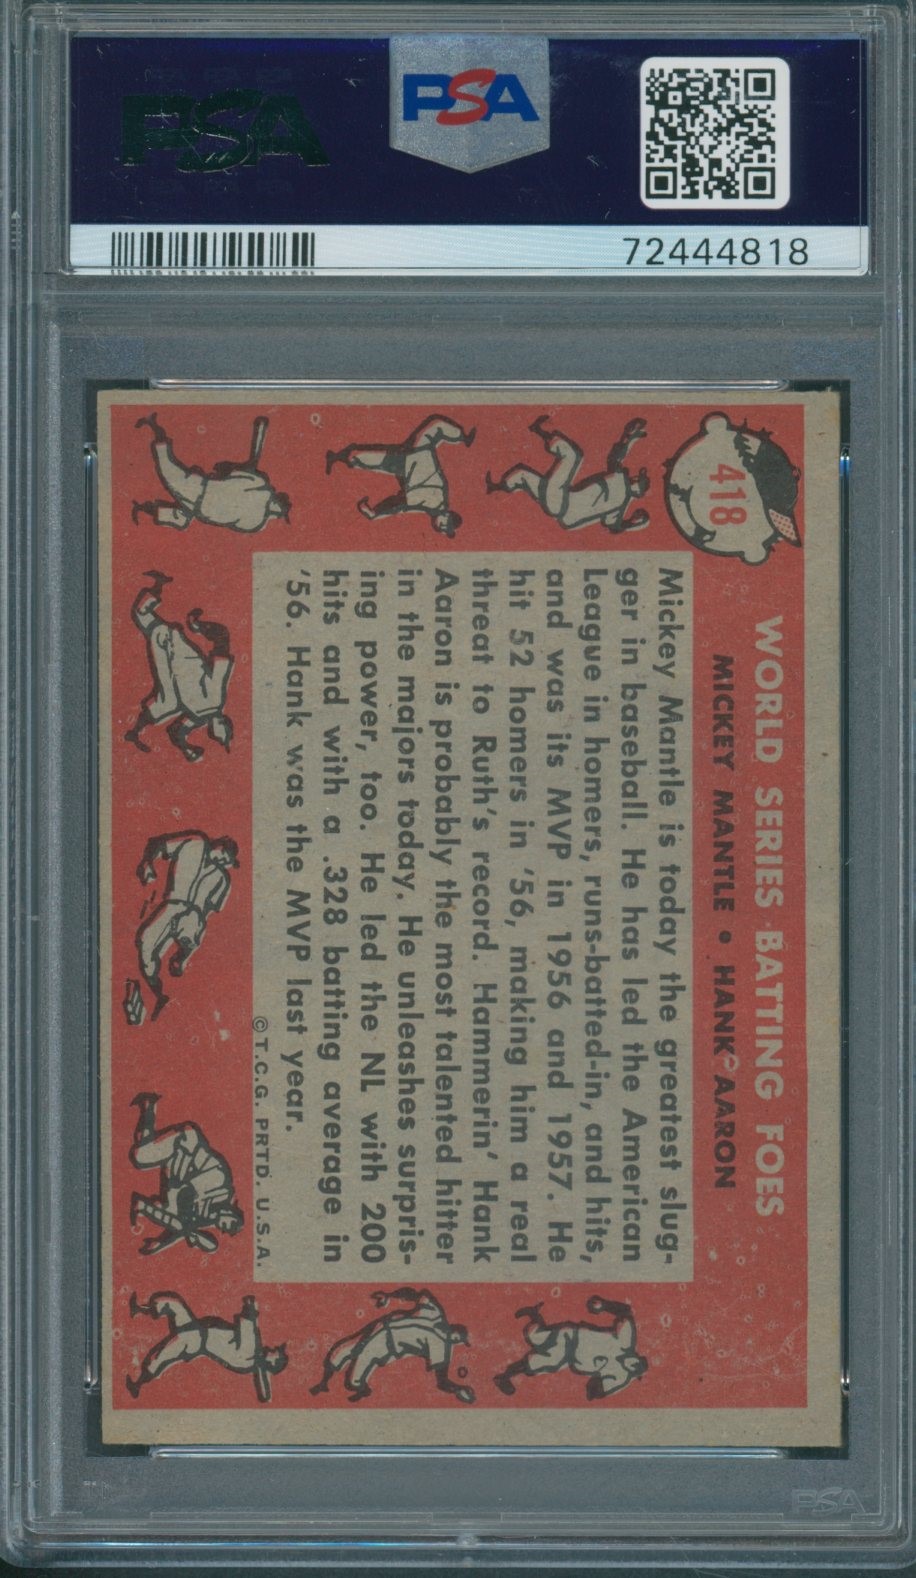 PSA
PSA
72444818
418
WORLD SERIES BATTING FOES
MICKEY MANTLE • HANK AARON
Mickey Mantle is today the greatest slug-
ger in baseball. He has led the American
League in homers, runs-batted-in, and hits,
and was its MVP in 1956 and 1957. He
hit 52 homers in '56, making him a real
threat to Ruth's record. Hammerin' Hank
Aaron is probably the most talented hitter
in the majors today. He unleashes surpris-
ing power, too. He led the NL with 200
hits and with a .328 batting average in
'56. Hank was the MVP last year.
©T.C.G. PRTD. U.S.A.
PSA